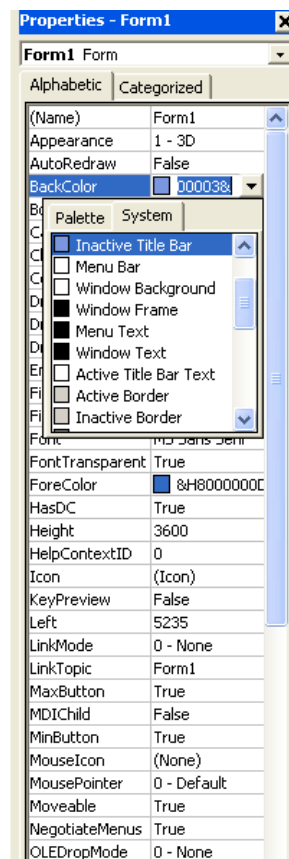 Properties - Form1
Form1 Form
Alphabetic Categorized
(Name) Form1
Appearance 1 - 3D
AutoRedraw False
BackColor 00003&
Palette System
Inactive Title Bar
Menu Bar
Window Background
Window Frame
Menu Text
Window Text
Active Title Bar Text
Active Border
Inactive Border
Font MS Sans Serif
FontTransparent True
ForeColor &H8000000D
HasDC True
Height 3600
HelpContextID 0
Icon (Icon)
KeyPreview False
Left 5235
LinkMode 0 - None
LinkTopic Form1
MaxButton True
MDIChild False
MinButton True
MouseIcon (None)
MousePointer 0 - Default
Moveable True
NegotiateMenus True
OLEDropMode 0 - None